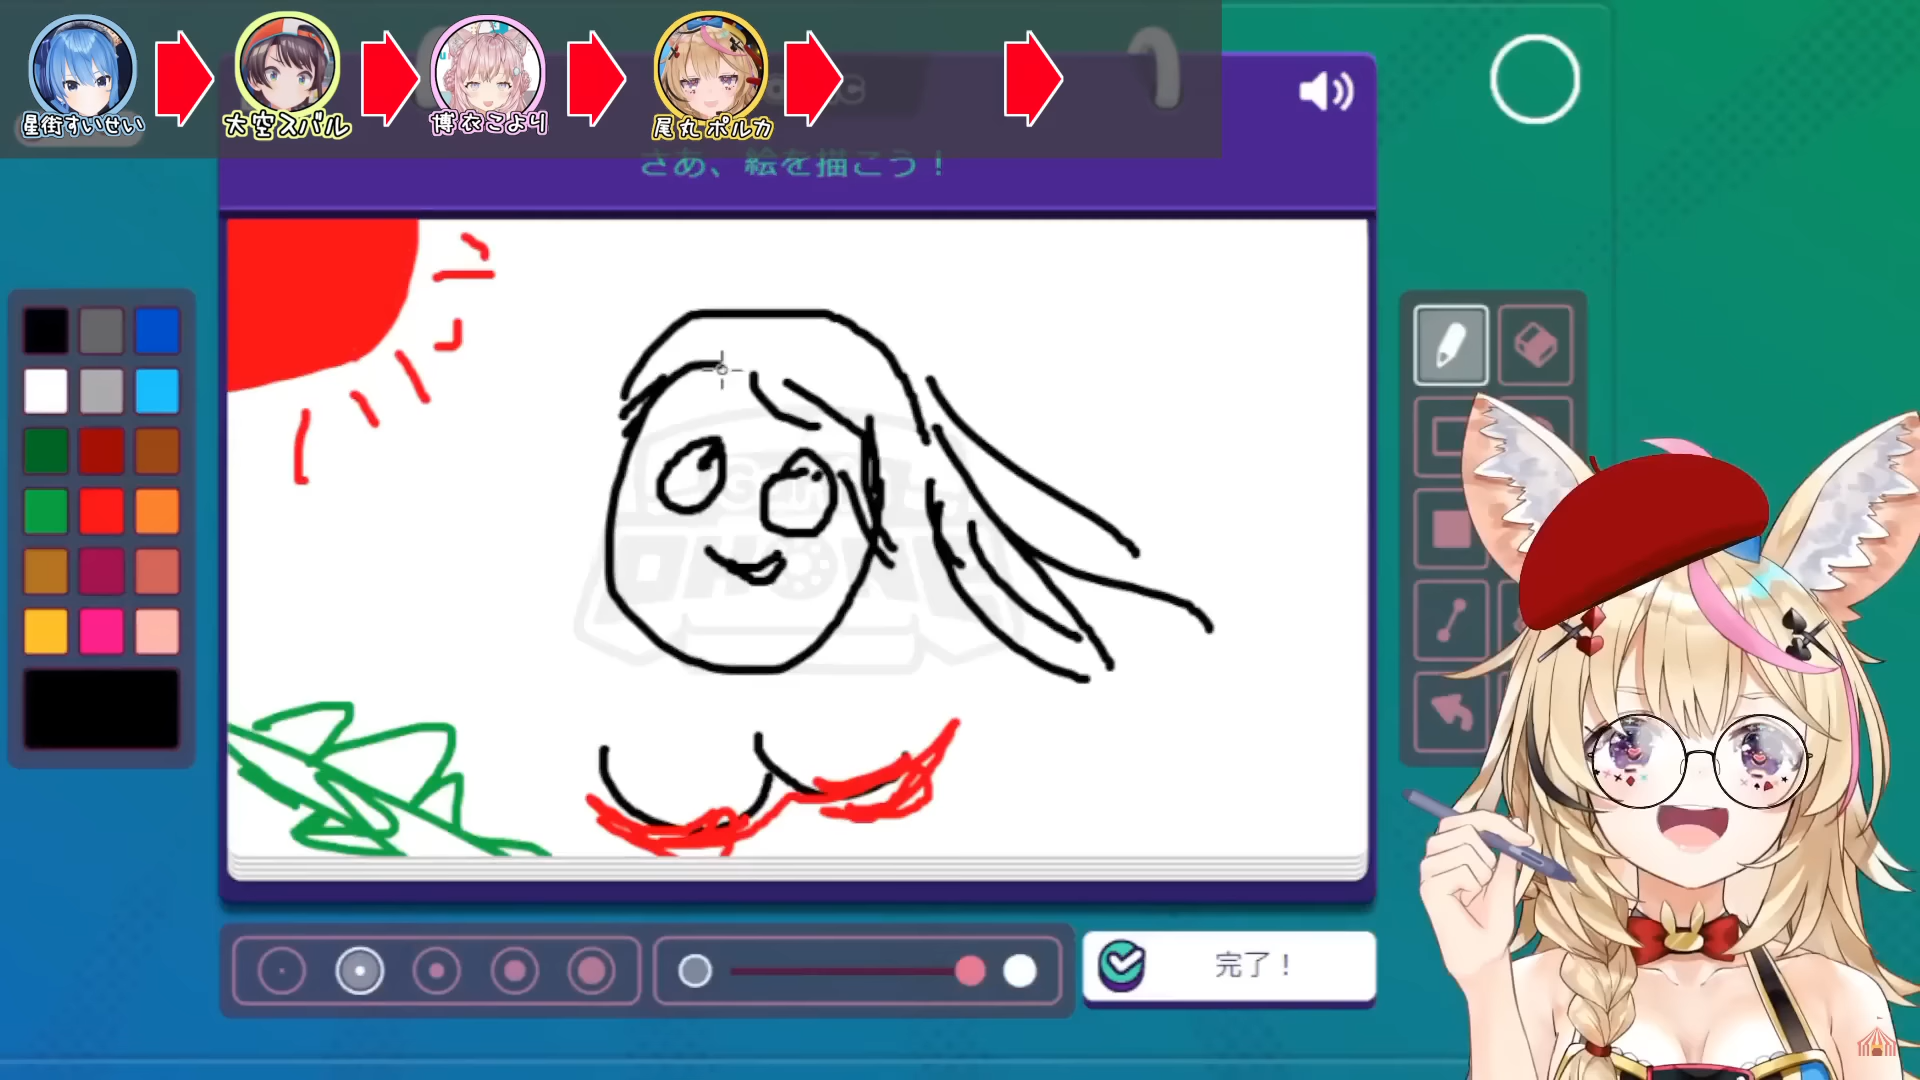 星街すいせい
大空スバル
博衣こより
尾丸ポルカ
さあ、絵を描こう！
完了！